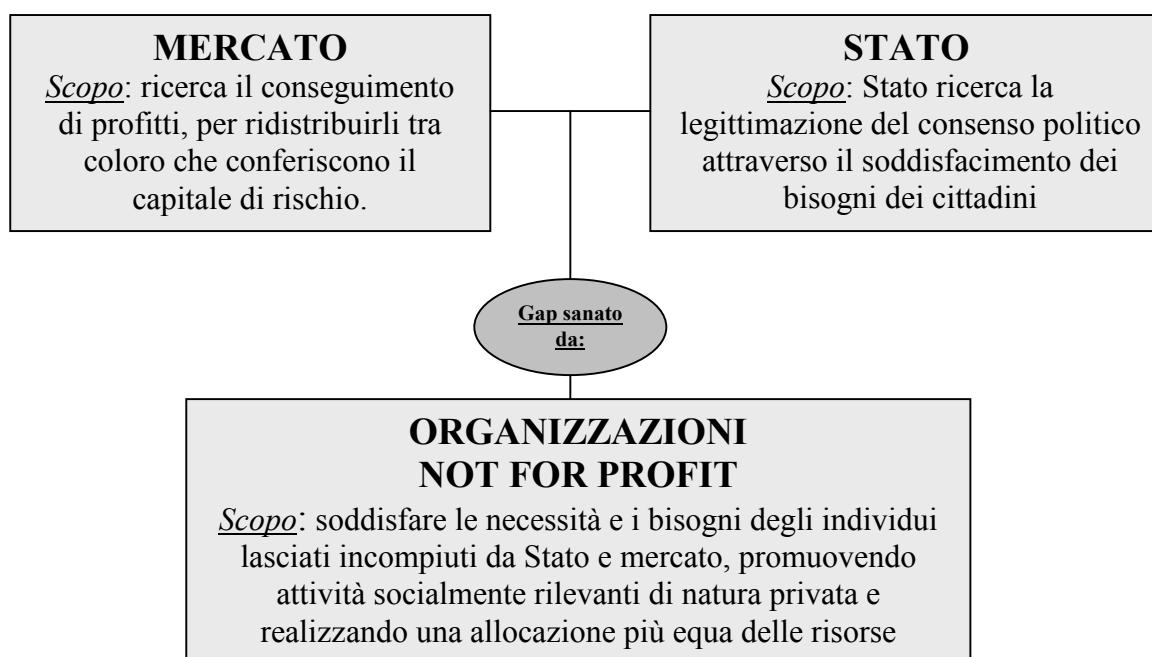 MERCATO
Scopo: ricerca il conseguimento
di profitti, per ridistribuirli tra
coloro che conferiscono il
capitale di rischio.
STATO
Scopo: Stato ricerca la
legittimazione del consenso politico
attraverso il soddisfacimento dei
bisogni dei cittadini
Gap sanato
da:
ORGANIZZAZIONI
NOT FOR PROFIT
Scopo: soddisfare le necessità e i bisogni degli individui
lasciati incompiuti da Stato e mercato, promuovendo
attività socialmente rilevanti di natura privata e
realizzando una allocazione più equa delle risorse